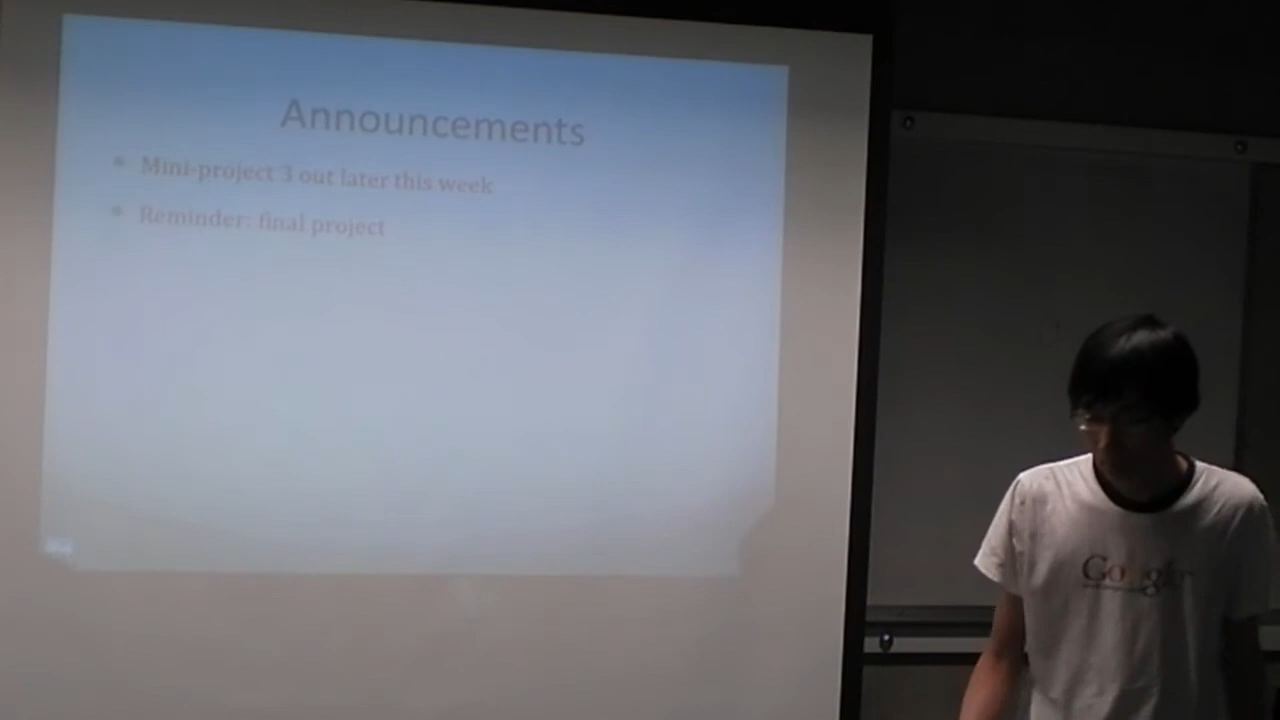 Announcements
Mini-project 3 out later this week
Reminder: final project
Google